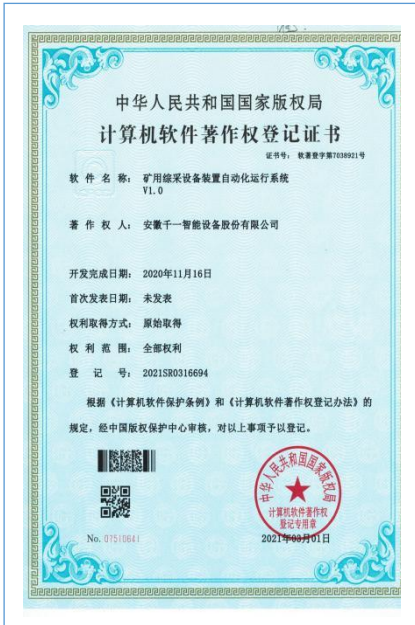 中华人民共和国国家版权局
计算机软件著作权登记证书
证书号： 软著登字第7038921号
软 件 名 称： 矿用综采设备装置自动化运行系统
V1.0
著 作 权 人： 安徽千一智能设备股份有限公司
开发完成日期： 2020年11月16日
首次发表日期： 未发表
权利取得方式： 原始取得
权 利 范 围： 全部权利
登 记 号： 2021SR0316694
根据《计算机软件保护条例》和《计算机软件著作权登记办法》的
规定，经中国版权保护中心审核，对以上事项予以登记。
中华人民共和国国家版权局
计算机软件著作权
登记专用章
No. 07510641
2021年03月01日